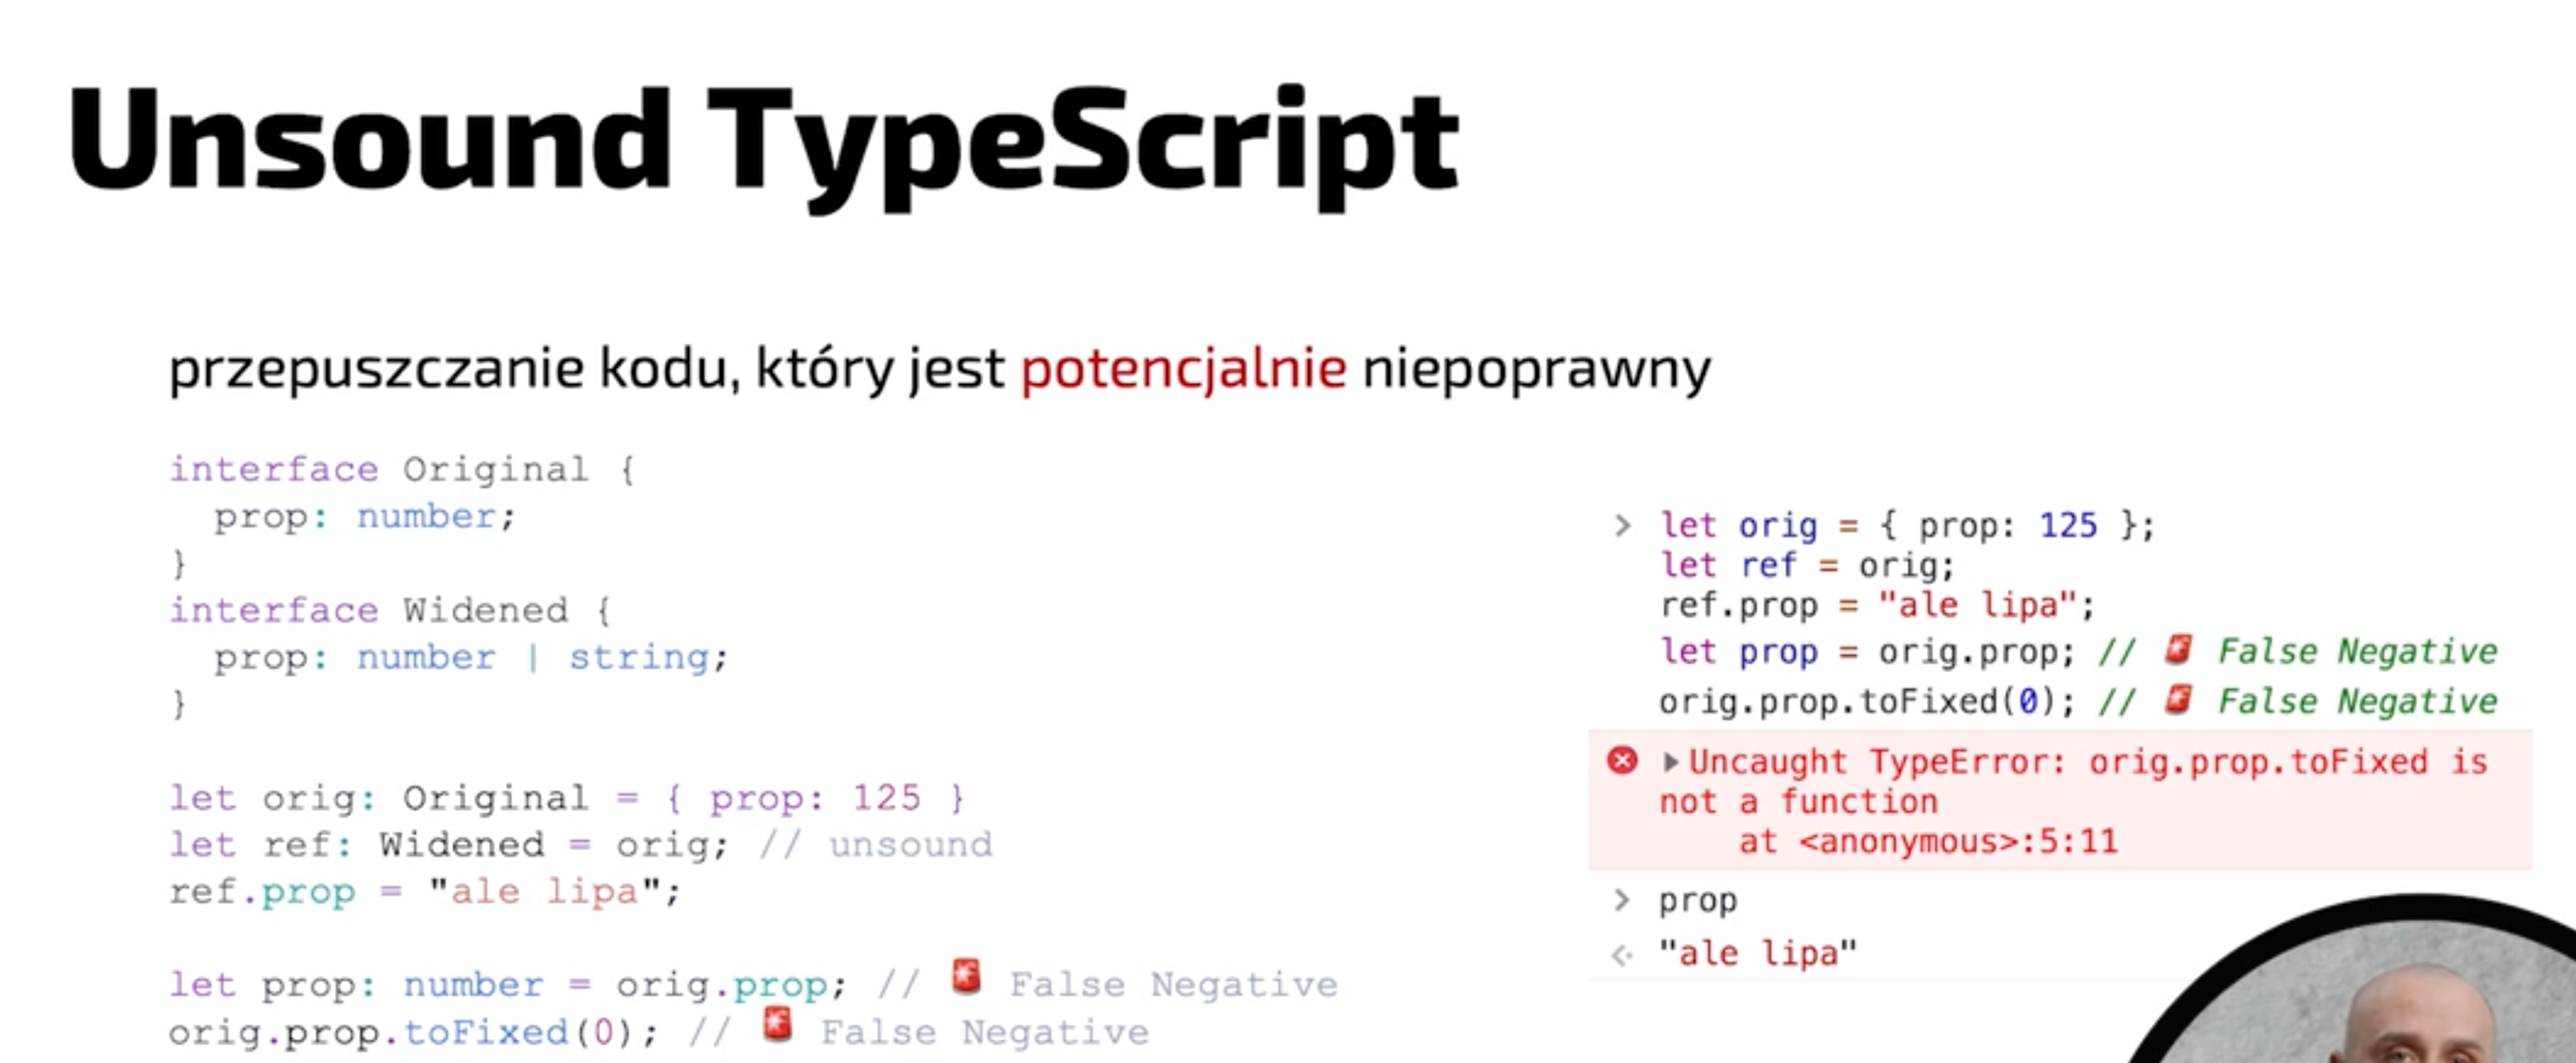 Unsound TypeScript
przepuszczanie kodu, który jest potencjalnie niepoprawny
interface Original {
  prop: number;
}
interface Widened {
  prop: number | string;
}
let orig: Original = { prop: 125 }
let ref: Widened = orig; // unsound
ref.prop = "ale lipa";
let prop: number = orig.prop; // 🚨 False Negative
orig.prop.toFixed(0); // 🚨 False Negative
> let orig = { prop: 125 };
let ref = orig;
ref.prop = "ale lipa";
let prop = orig.prop; // 🚨 False Negative
orig.prop.toFixed(0); // 🚨 False Negative
Uncaught TypeError: orig.prop.toFixed is
not a function
    at <anonymous>:5:11
> prop
"ale lipa"